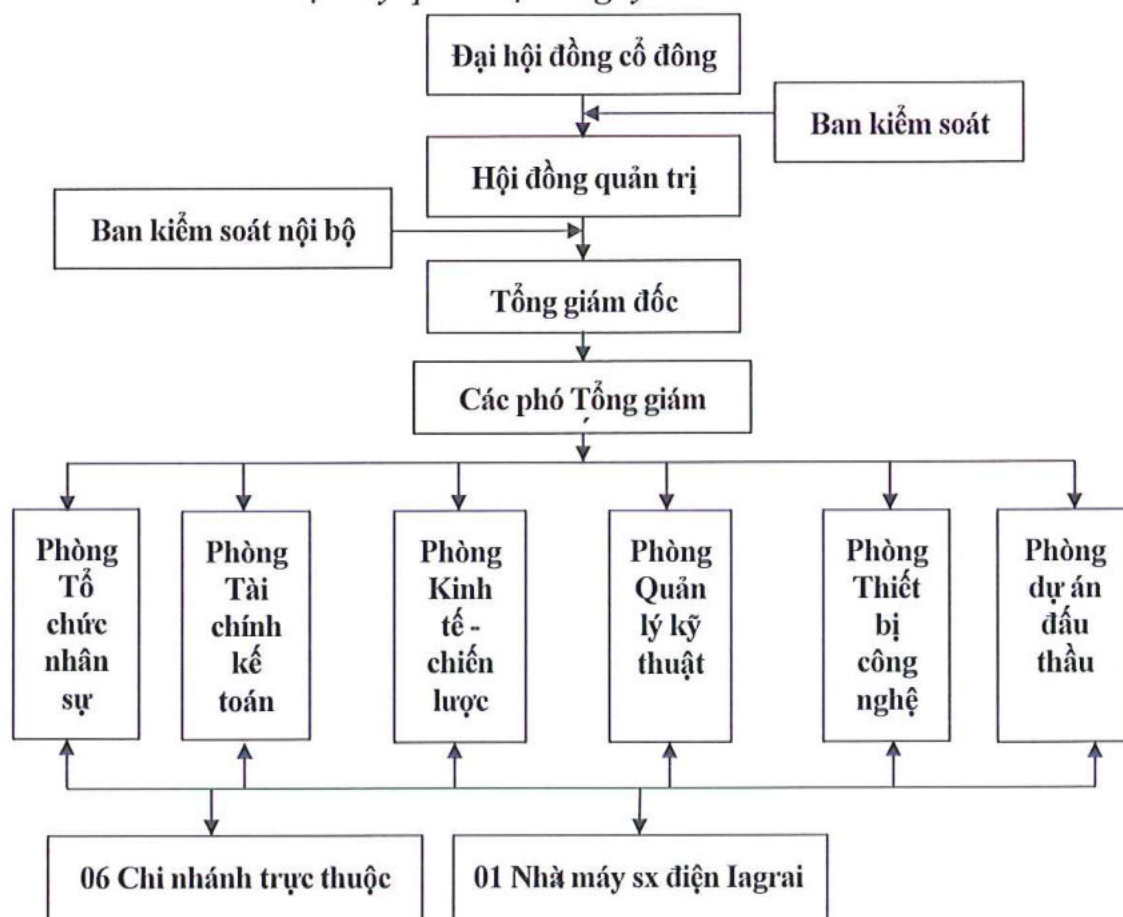 Đại hội đồng cổ đông
Ban kiểm soát
Hội đồng quản trị
Ban kiểm soát nội bộ
Tổng giám đốc
Các phó Tổng giám
Phòng
Tổ
chức
nhân
sự
Phòng
Tài
chính
kế
toán
Phòng
Kinh
tế -
chiến
lược
Phòng
Quản
lý kỹ
thuật
Phòng
Thiết
bị
công
nghệ
Phòng
dự án
đấu
thầu
06 Chi nhánh trực thuộc
01 Nhà máy sx điện Iagrai